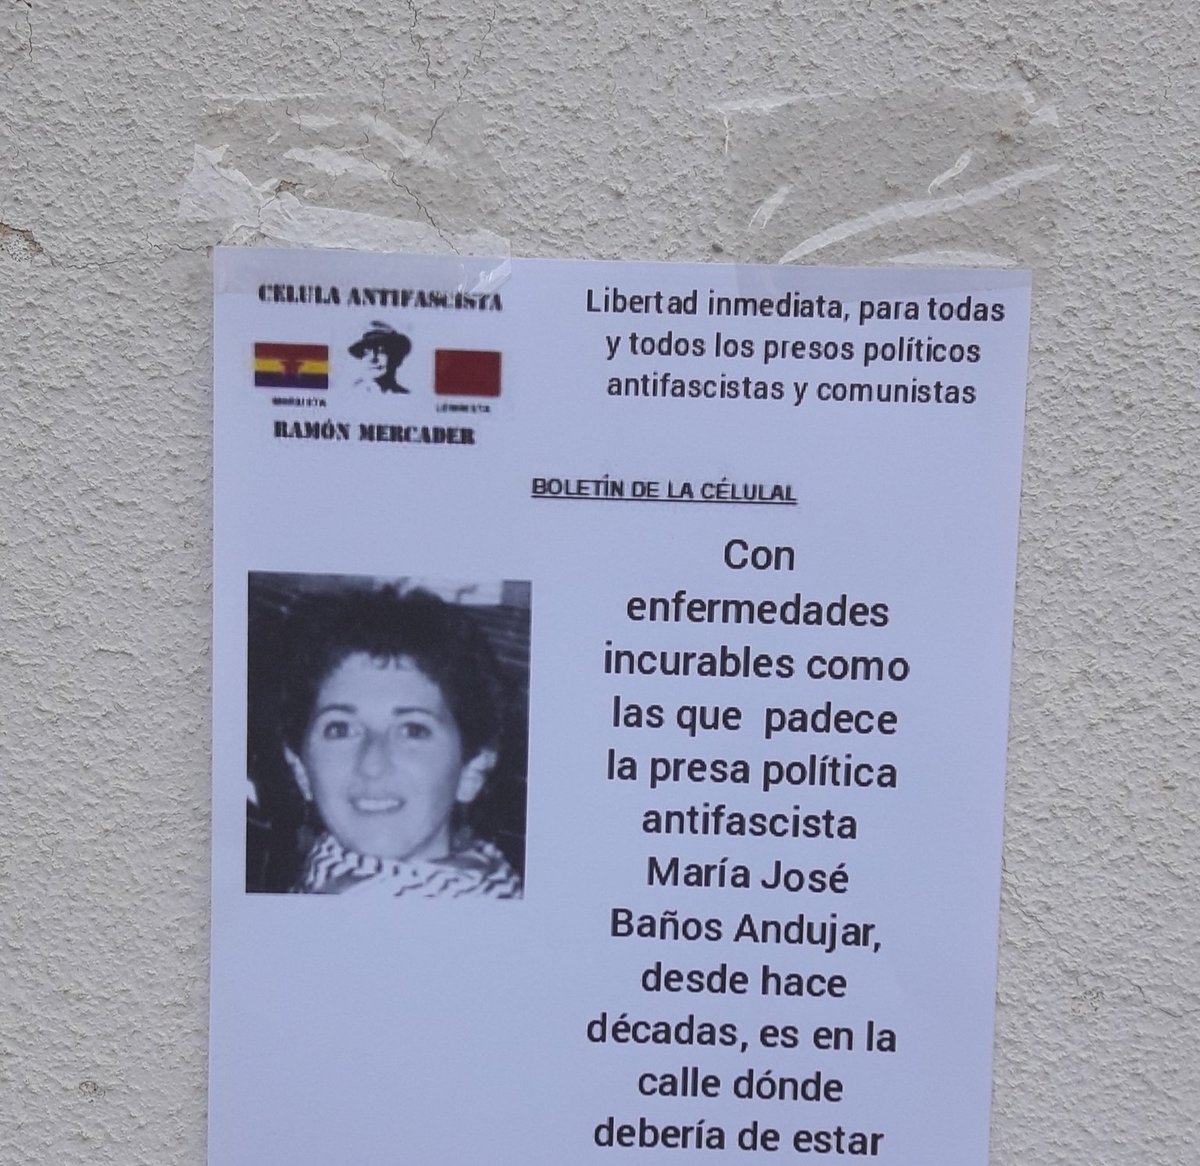 CELULA ANTIFASCISTA
RAMÓN MERCADER
Libertad inmediata, para todas
y todos los presos políticos
antifascistas y comunistas
BOLETÍN DE LA CÉLULAL
Con
enfermedades
incurables como
las que padece
la presa política
antifascista
María José
Baños Andujar,
desde hace
décadas, es en la
calle dónde
debería de estar